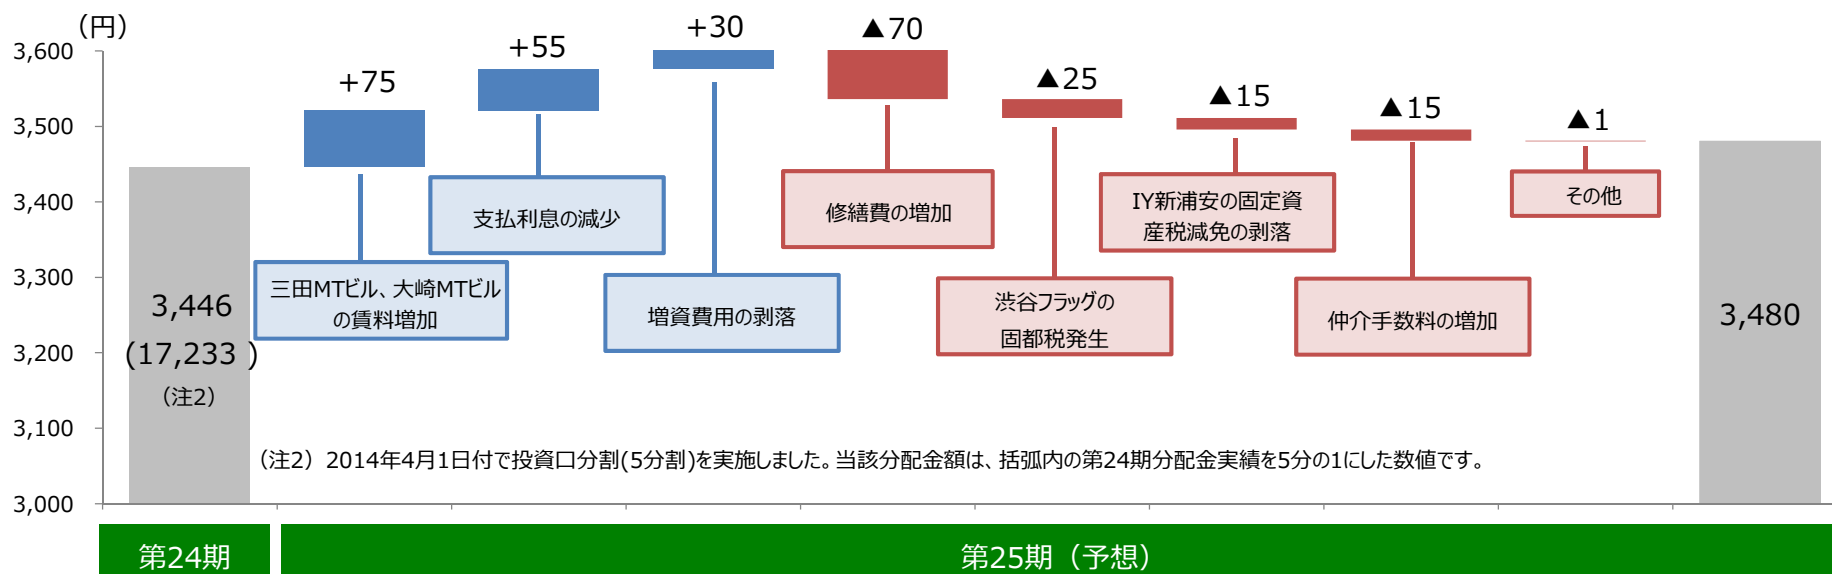 (円)
3,600
3,500
3,400
3,300
3,200
3,100
3,000
3,446
(17,233 )
(注2)
+75
三田MTビル、大崎MTビル
の賃料増加
+55
支払利息の減少
+30
増資費用の剥落
▲70
修繕費の増加
▲25
渋谷フラッグの
固都税発生
▲15
IY新浦安の固定資
産税減免の剥落
▲15
仲介手数料の増加
▲1
その他
3,480
(注2) 2014年4月1日付で投資口分割(5分割)を実施しました。当該分配金額は、括弧内の第24期分配金実績を5分の1にした数値です。
第24期
第25期(予想)